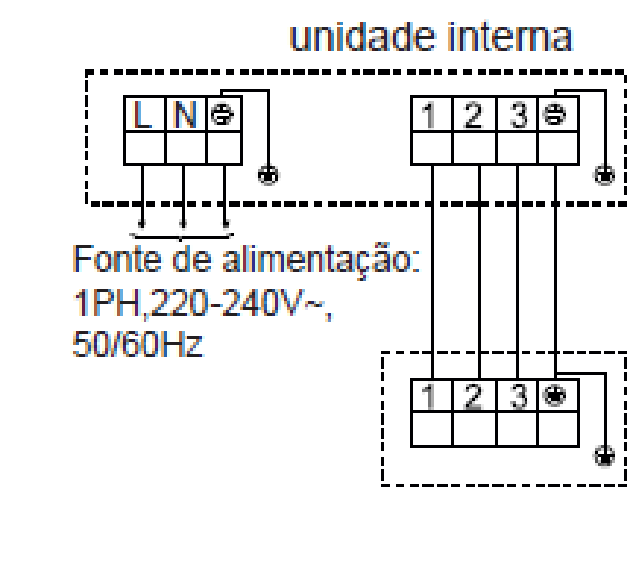 unidade interna
L N
1 2 3
Fonte de alimentação:
1PH,220-240V~,
50/60Hz
1 2 3